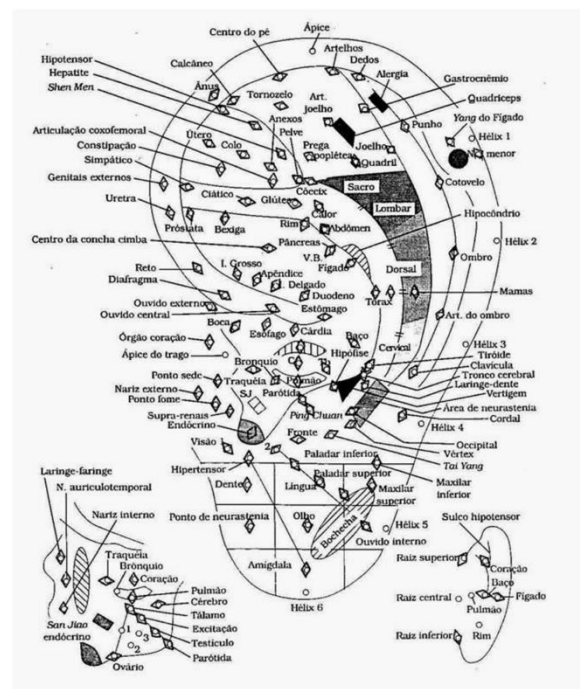 Ápice
Centro do pé
Artelhos
Dedos
Hipotensor
Calcâneo
Alergia
Hepatite
Gastrocnêmio
Shen Men
Ânus
Tornozelo
Art.
joelho
Quadríceps
Anexos
Pelve
Punho
Yang do Fígado
Útero
Hélix 1
Articulação coxofemoral
Colo
Prega
apoplética
Joelho
N. menor
Constipação
Quadril
Simpático
Genitais externos
Cóccix
Sacro
Cotovelo
Ciático
Glúteo
Lombar
Uretra
Calor
Hipocôndrio
Próstata
Bexiga
Rim
Abdômen
Centro da concha cimba
Pâncreas
Hélix 2
V.B.
Ombro
I. Grosso
Fígado
Dorsal
Reto
Apêndice
Diafragma
I. Delgado
Mamas
Duodeno
Tórax
Ouvido externo
Estômago
Ouvido central
Art. do ombro
Boca
Esôfago
Cárdia
Cervical
Órgão coração
Baço
Hélix 3
Hipófise
Tiróide
Ápice do trago
Bronquio
C
Clavícula
Tronco cerebral
Ponto sede
Traquéia
Pulmão
Laringe-dente
Nariz externo
Parótida
Vertigem
Ponto fome
SJ
Área de neurastenia
Ping Chuan
Cordal
Supra-renais
Hélix 4
Endócrino
Fronte
Occipital
Visão 1
2
Vértex
Tai Yang
Hipertensor
Paladar inferior
Paladar superior
Maxilar
inferior
Dente
Língua
Maxilar
superior
Ponto de neurastenia
Olho
Bochecha
Hélix 5
Ouvido interno
Amígdala
Hélix 6
Laringe-faringe
N. auriculotemporal
Nariz interno
Traquéia
Brônquio
Coração
Pulmão
Cérebro
Tálamo
San Jiao
endócrino
Excitação
1
3
2
Testículo
Parótida
Ovário
Sulco hipotensor
Raiz superior
Coração
Baço
Raiz central
Fígado
Pulmão
Raiz inferior
Rim